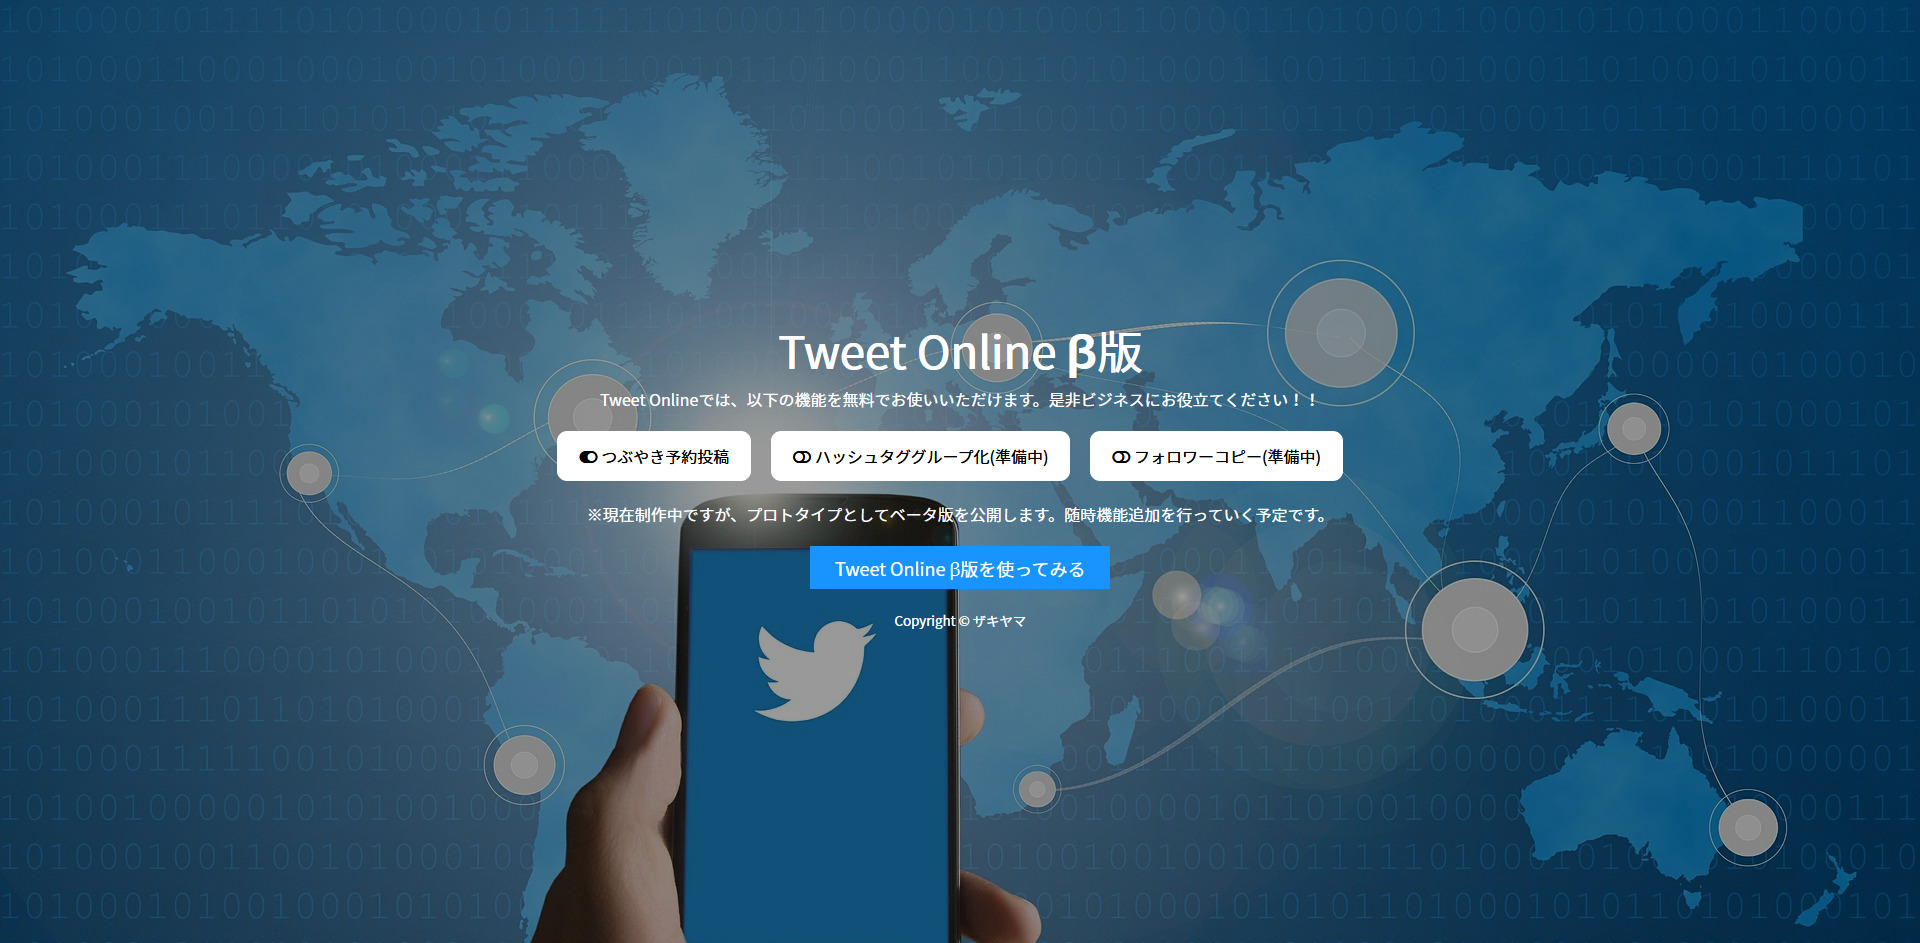 Tweet Online β版
Tweet Onlineでは、以下の機能を無料でお使いいただけます。是非ビジネスにお役立てください！！
つぶやき予約投稿
ハッシュタググループ化(準備中)
フォロワーコピー(準備中)
※現在制作中ですが、プロトタイプとしてベータ版を公開します。随時機能追加を行っていく予定です。
Tweet Online β版を使ってみる
Copyright © ザキヤマ